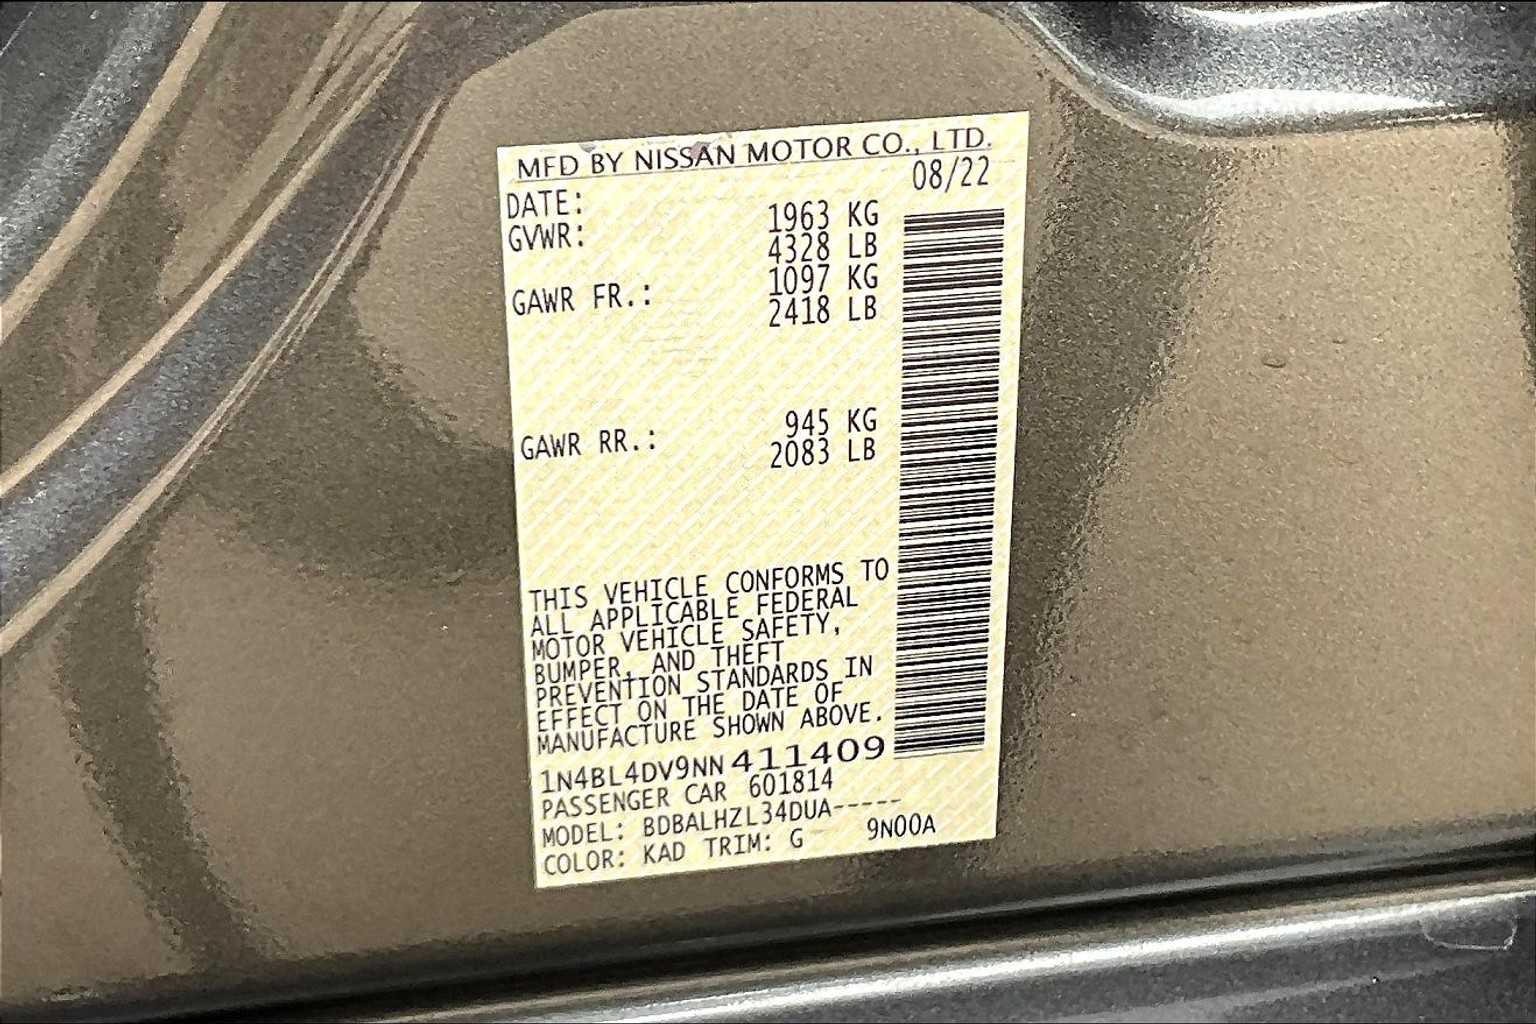 MFD BY NISSAN MOTOR CO., LTD.
DATE: 08/22
GVWR: 1963 KG
4328 LB
GAWR FR.: 1097 KG
2418 LB
GAWR RR.: 945 KG
2083 LB
THIS VEHICLE CONFORMS TO
ALL APPLICABLE FEDERAL
MOTOR VEHICLE SAFETY,
BUMPER, AND THEFT
PREVENTION STANDARDS IN
EFFECT ON THE DATE OF
MANUFACTURE SHOWN ABOVE.
1N4BL4DV9NN411409
PASSENGER CAR 601814
MODEL: BDBALHZL34DUA-----
COLOR: KAD TRIM: G 9N00A